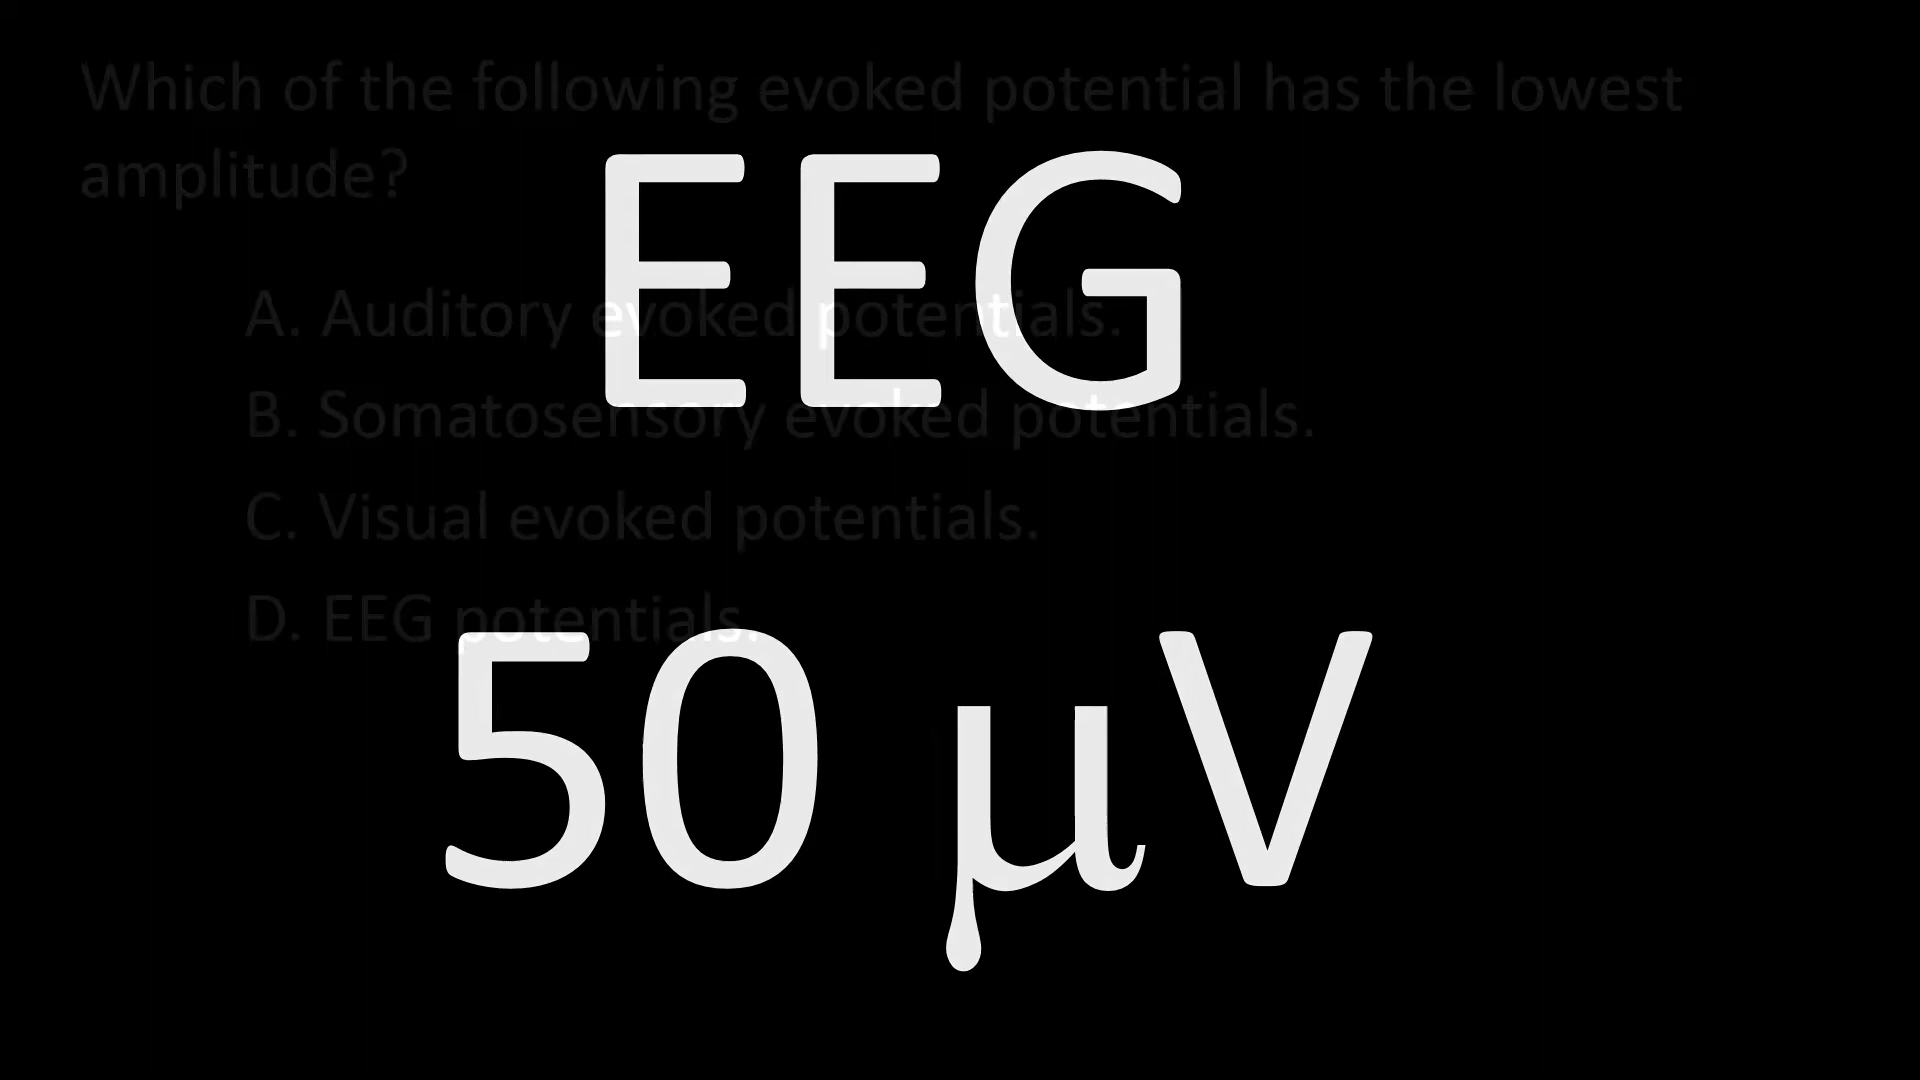 Which of the following evoked potential has the lowest
amplitude?
EEG
A. Auditory evoked potentials.
B. Somatosensory evoked potentials.
C. Visual evoked potentials.
D. EEG potentials.
50 µV